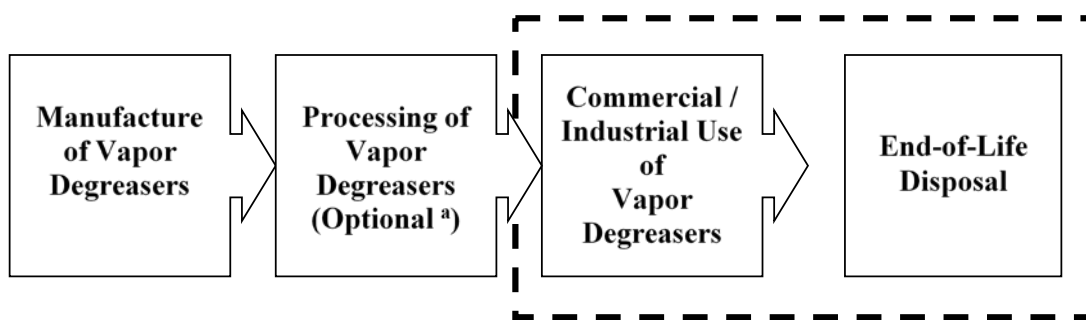 Manufacture
of Vapor
Degreasers
Processing of
Vapor
Degreasers
(Optional ᵃ)
Commercial /
Industrial Use
of
Vapor
Degreasers
End-of-Life
Disposal